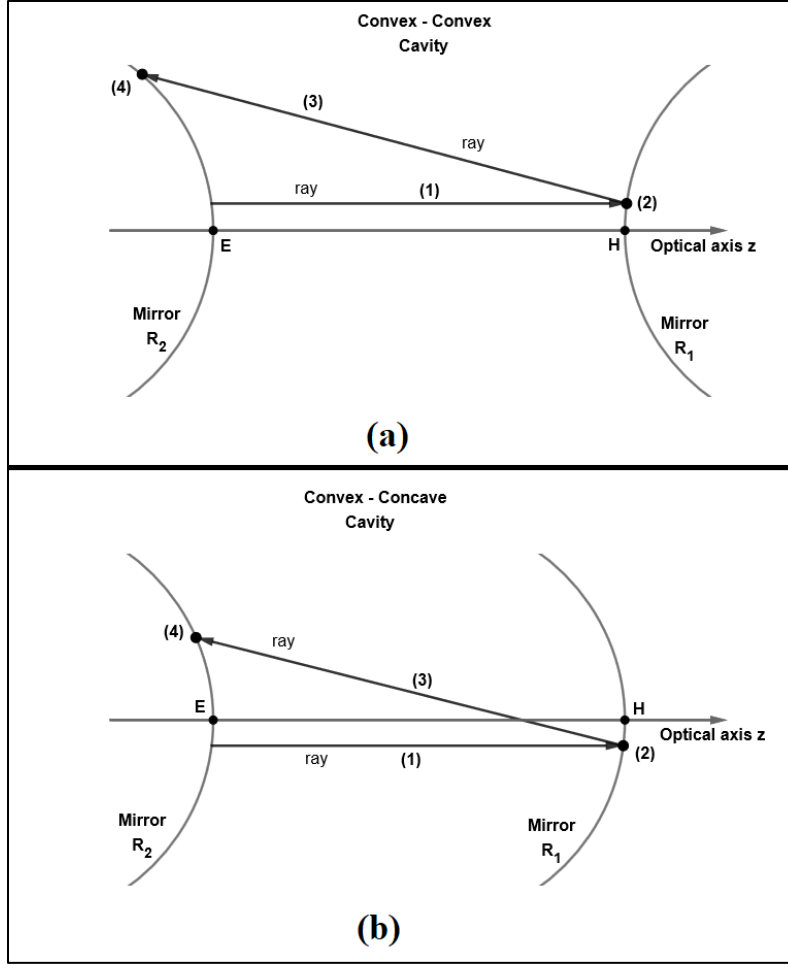 Convex - Convex
Cavity
(4)
(3)
ray
ray
(1)
(2)
E
H
Optical axis z
Mirror
R2
Mirror
R1
(a)
Convex - Concave
Cavity
(4)
ray
(3)
E
H
Optical axis z
ray
(1)
(2)
Mirror
R2
Mirror
R1
(b)